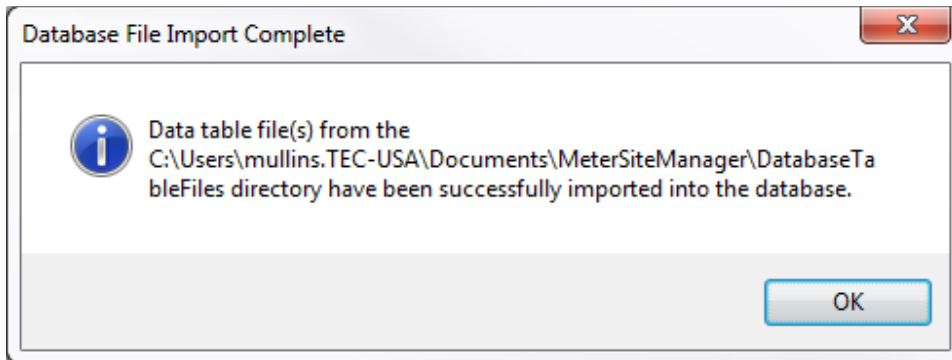 Database File Import Complete
Data table file(s) from the
C:\Users\mullins.TEC-USA\Documents\MeterSiteManager\DatabaseTa
bleFiles directory have been successfully imported into the database.
OK